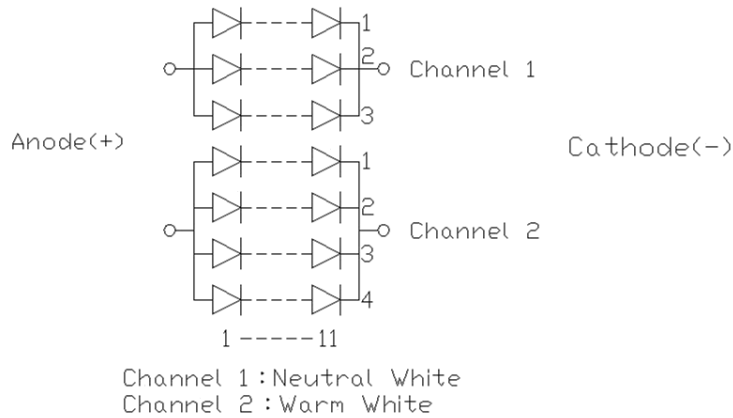 1
2
Channel 1
3
Anode(+)
Cathode(-)
1
2
Channel 2
3
4
1 ----- 11
Channel 1:Neutral White
Channel 2:Warm White